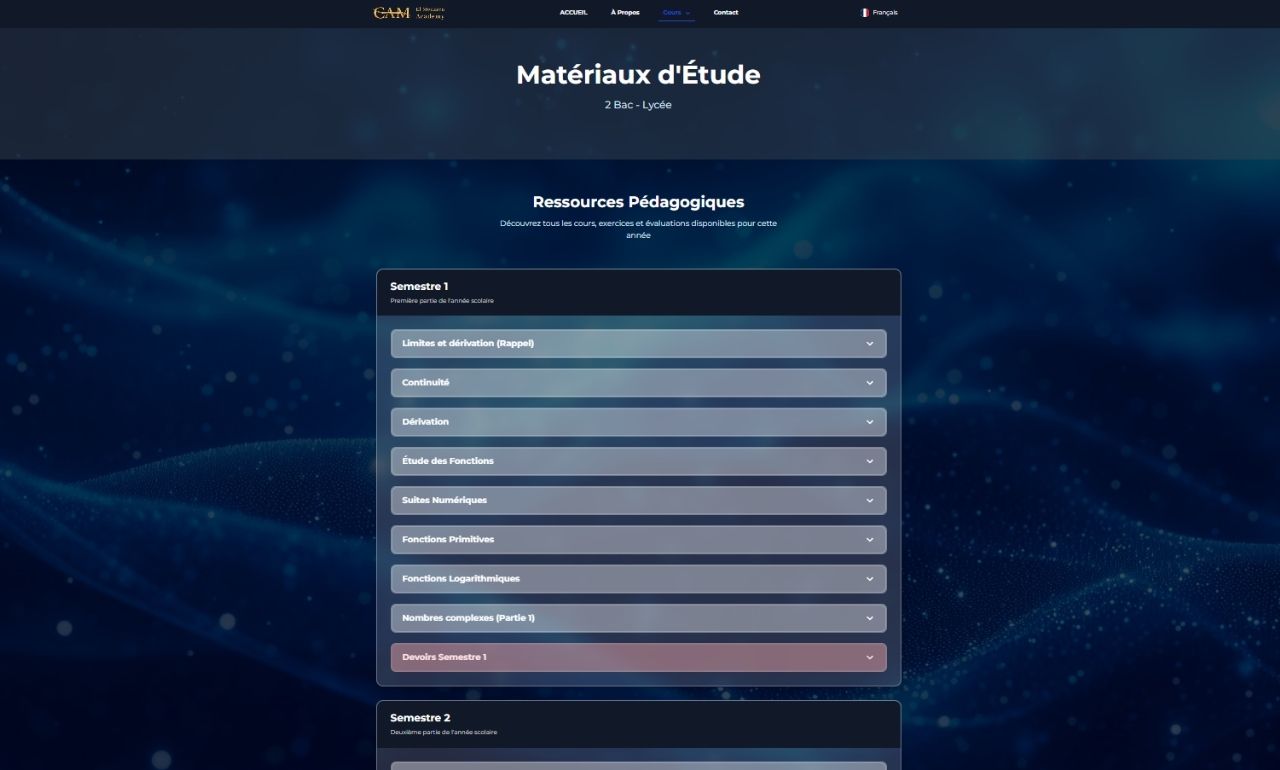 CAM
Academy
ACCUEIL
À Propos
Cours
Contact
Français
Matériaux d'Étude
2 Bac - Lycée
Ressources Pédagogiques
Découvrez tous les cours, exercices et évaluations disponibles pour cette
année
Semestre 1
Première partie de l'année scolaire
Limites et dérivation (Rappel)
Continuité
Dérivation
Étude des Fonctions
Suites Numériques
Fonctions Primitives
Fonctions Logarithmiques
Nombres complexes (Partie 1)
Devoirs Semestre 1
Semestre 2
Deuxième partie de l'année scolaire